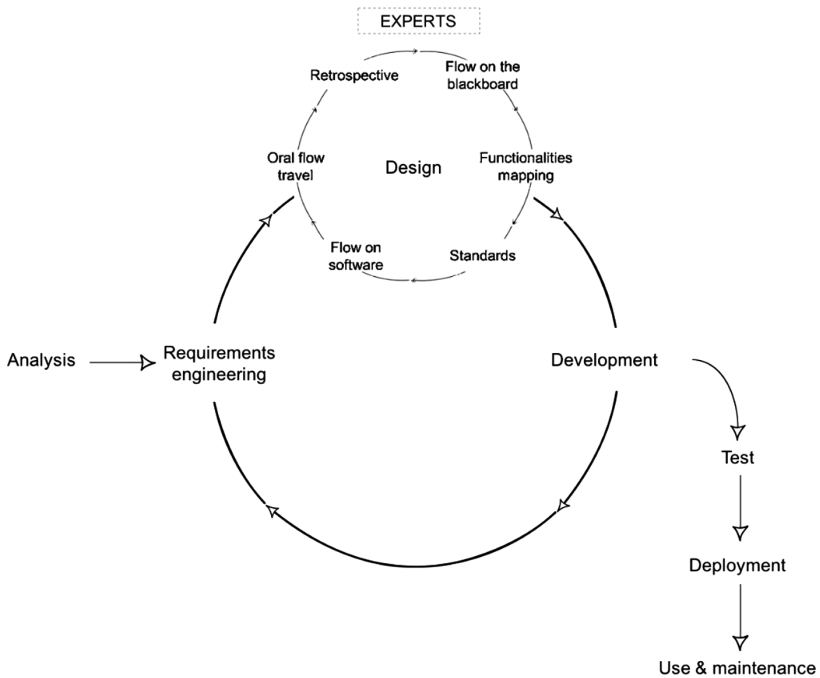 EXPERTS
Retrospective
Flow on the
blackboard
Oral flow
travel
Design
Functionalities
mapping
Flow on
software
Standards
Analysis
Requirements
engineering
Development
Test
Deployment
Use & maintenance